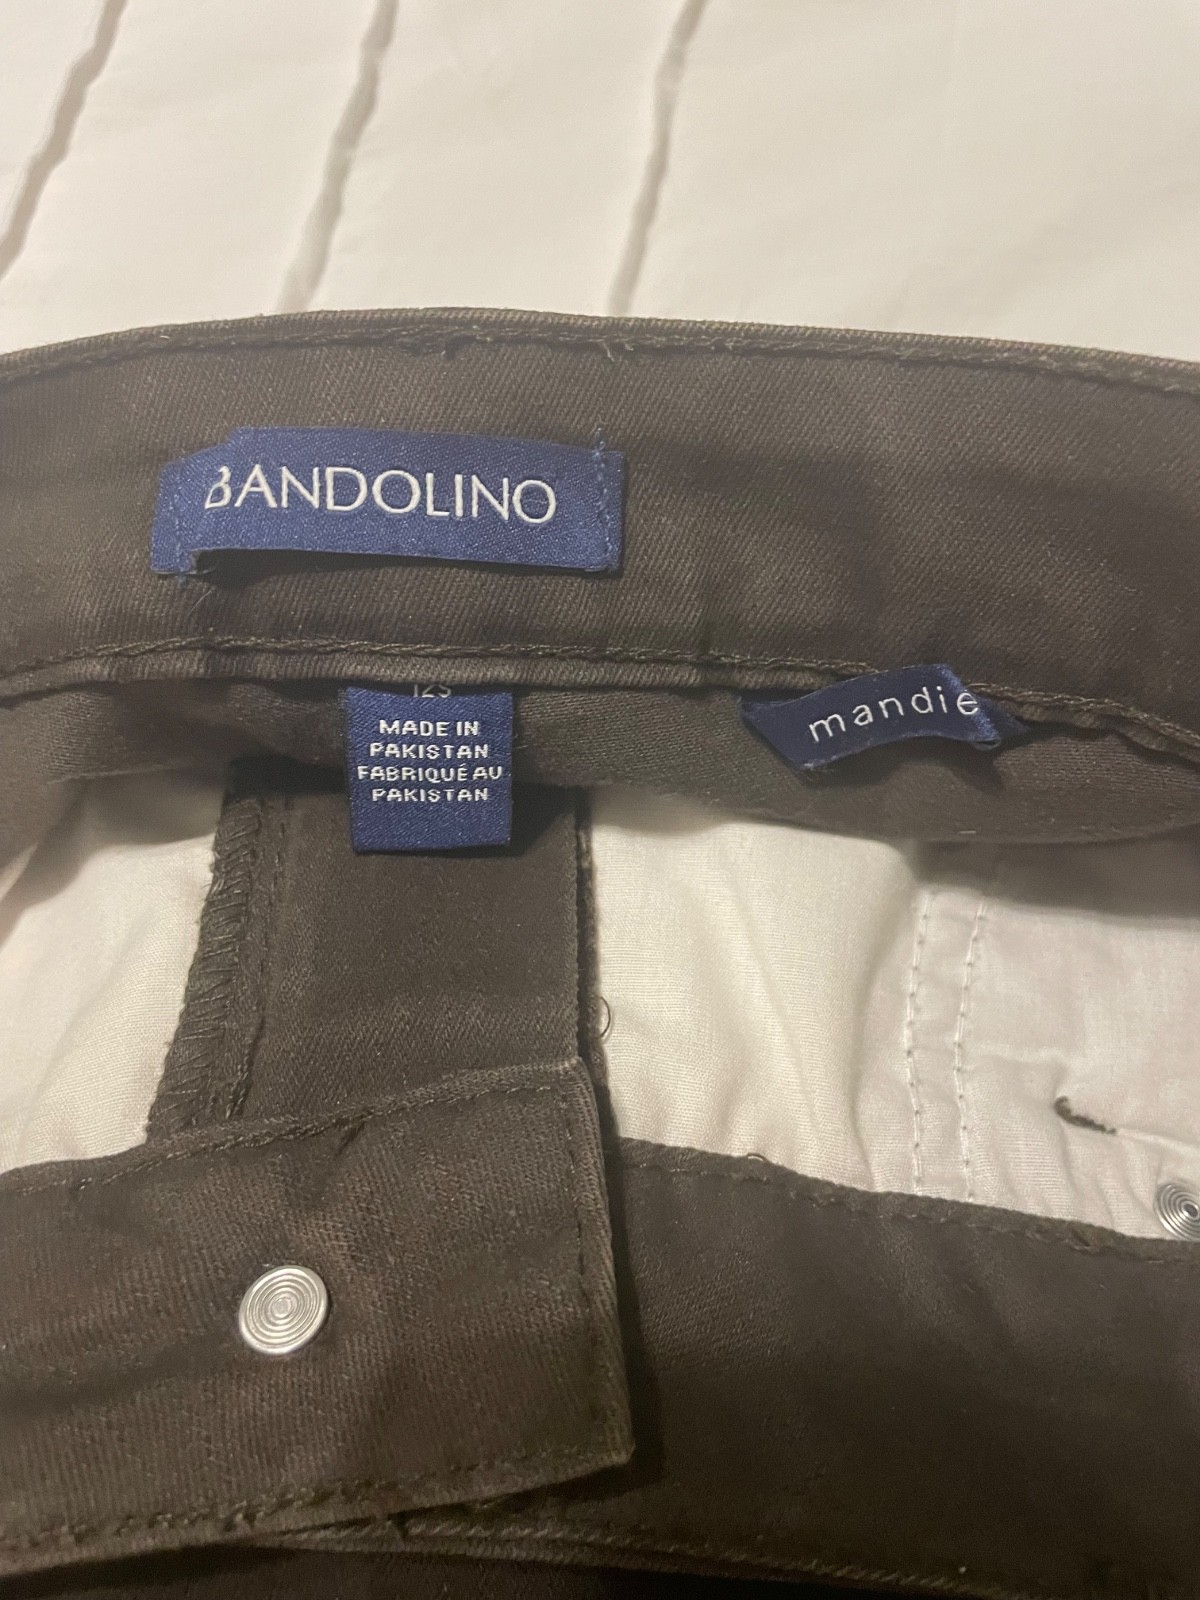 BANDOLINO
12S
MADE IN
PAKISTAN
FABRIQUÉ AU
PAKISTAN
mandie